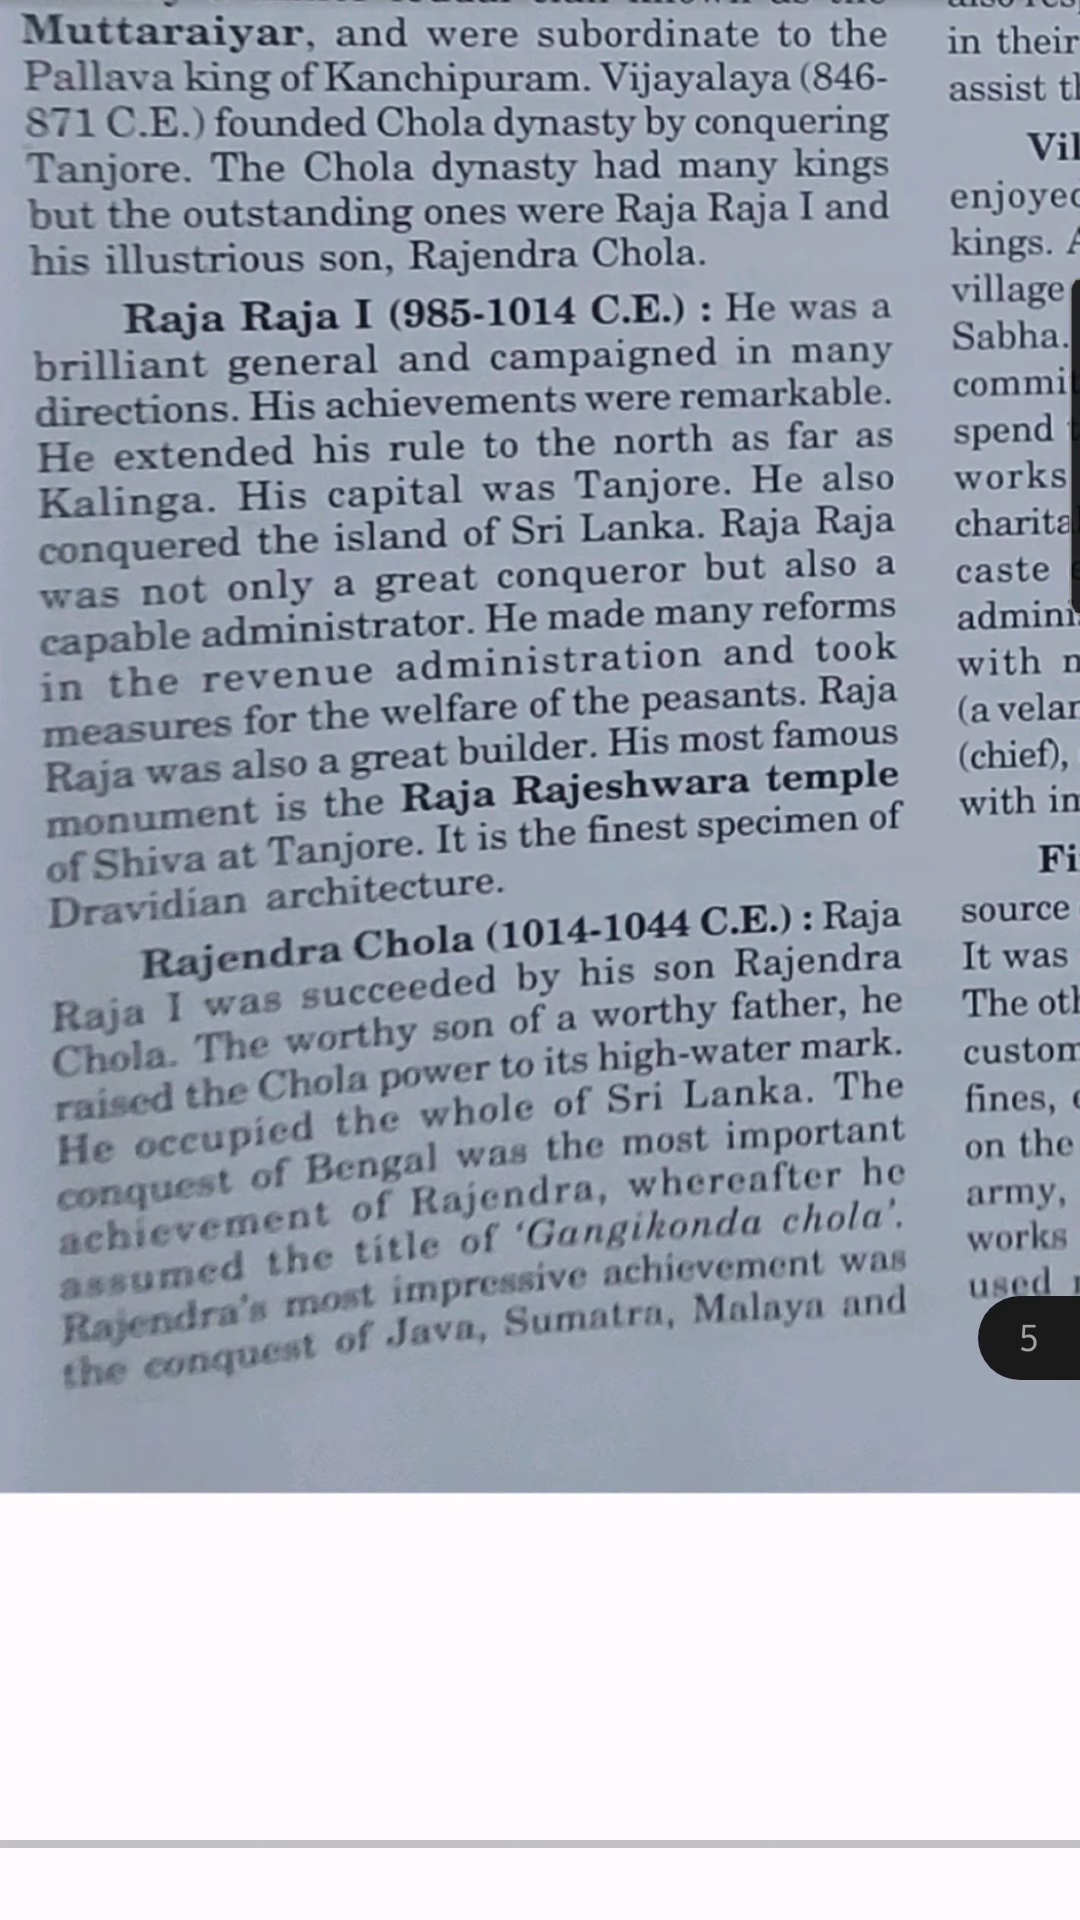 Muttaraiyar, and were subordinate to the
Pallava king of Kanchipuram. Vijayalaya (846-
871 C.E.) founded Chola dynasty by conquering
Tanjore. The Chola dynasty had many kings
but the outstanding ones were Raja Raja I and
his illustrious son, Rajendra Chola.
Raja Raja I (985-1014 C.E.) : He was a
brilliant general and campaigned in many
directions. His achievements were remarkable.
He extended his rule to the north as far as
Kalinga. His capital was Tanjore. He also
conquered the island of Sri Lanka. Raja Raja
was not only a great conqueror but also a
capable administrator. He made many reforms
in the revenue administration and took
measures for the welfare of the peasants. Raja
Raja was also a great builder. His most famous
monument is the Raja Rajeshwara temple
of Shiva at Tanjore. It is the finest specimen of
Dravidian architecture.
Rajendra Chola (1014-1044 C.E.) : Raja
Raja I was succeeded by his son Rajendra
Chola. The worthy son of a worthy father, he
raised the Chola power to its high-water mark.
He occupied the whole of Sri Lanka. The
conquest of Bengal was the most important
achievement of Rajendra, whereafter he
assumed the title of 'Gangikonda chola'.
Rajendra's most impressive achievement was
the conquest of Java, Sumatra, Malaya and
in their
assist
enjoyed
kings.
village
Sabha.
spend
works
caste
with
(a
(chief),
with
source
It was
The
fines,
on the
army,
works
used
5